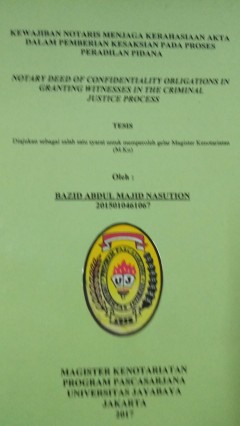 KEWAJIBAN NOTARIS MENJAGA KERAHASIAAN AKTA
DALAM PEMBERIAN KESAKSIAN PADA PROSES
PERADILAN PIDANA
NOTARY DEED OF CONFIDENTIALITY OBLIGATIONS IN
GRANTING WITNESSES IN THE CRIMINAL
JUSTICE PROCESS
TESIS
Diajukan sebagai salah satu syarat untuk memperoleh gelar Magister Kenotariatan
(M.Kn)
Oleh :
BAZID ABDUL MAJID NASUTION
2015010461067
MAGISTER KENOTARIATAN
PROGRAM PASCASARJANA
UNIVERSITAS JAYABAYA
JAKARTA
2017